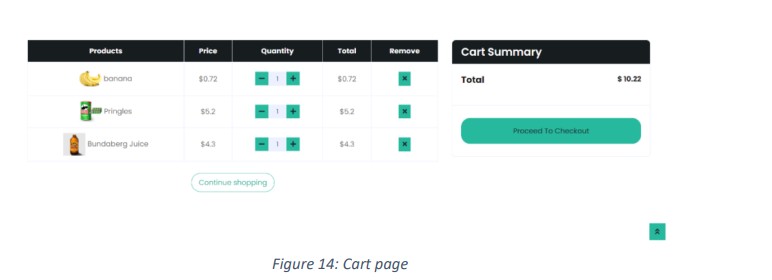 Products Price Quantity Total Remove
banana $0.72 − 1 + $0.72 ×
Pringles $5.2 − 1 + $5.2 ×
Bundaberg Juice $4.3 − 1 + $4.3 ×
Continue shopping
Cart Summary
Total $ 10.22
Proceed To Checkout
Figure 14: Cart page